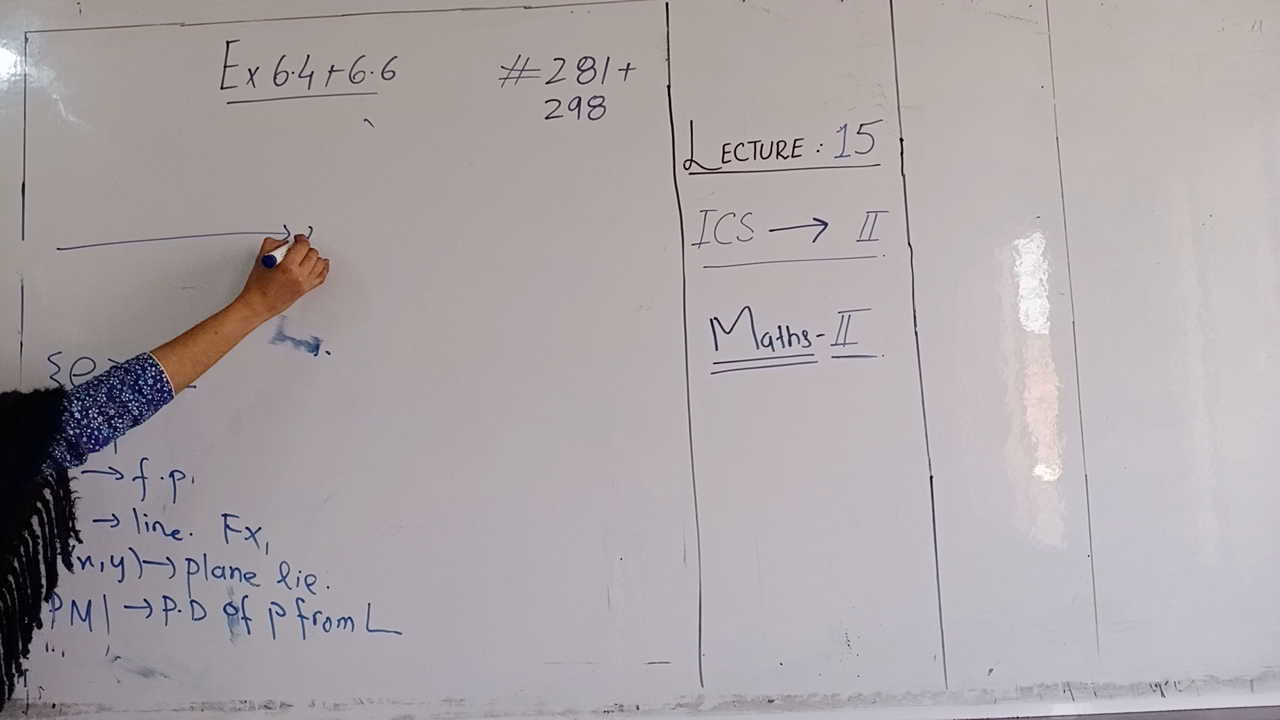 Ex 6.4+6.6
#281+
298
{e
→ f.p.
→ line. Fx,
(x,y)→ plane lie.
PM| → P.D of P from L
LECTURE: 15
ICS → II
Maths-II